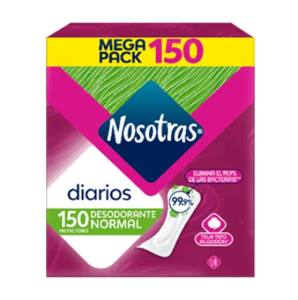 MEGA PACK 150
Nosotras®
ELIMINA EL 99,9%
DE LAS BACTERIAS**
diarios
99.9%
150 DESODORANTE
PROTECTORES NORMAL
TELA TIPO
ALGODÓN*